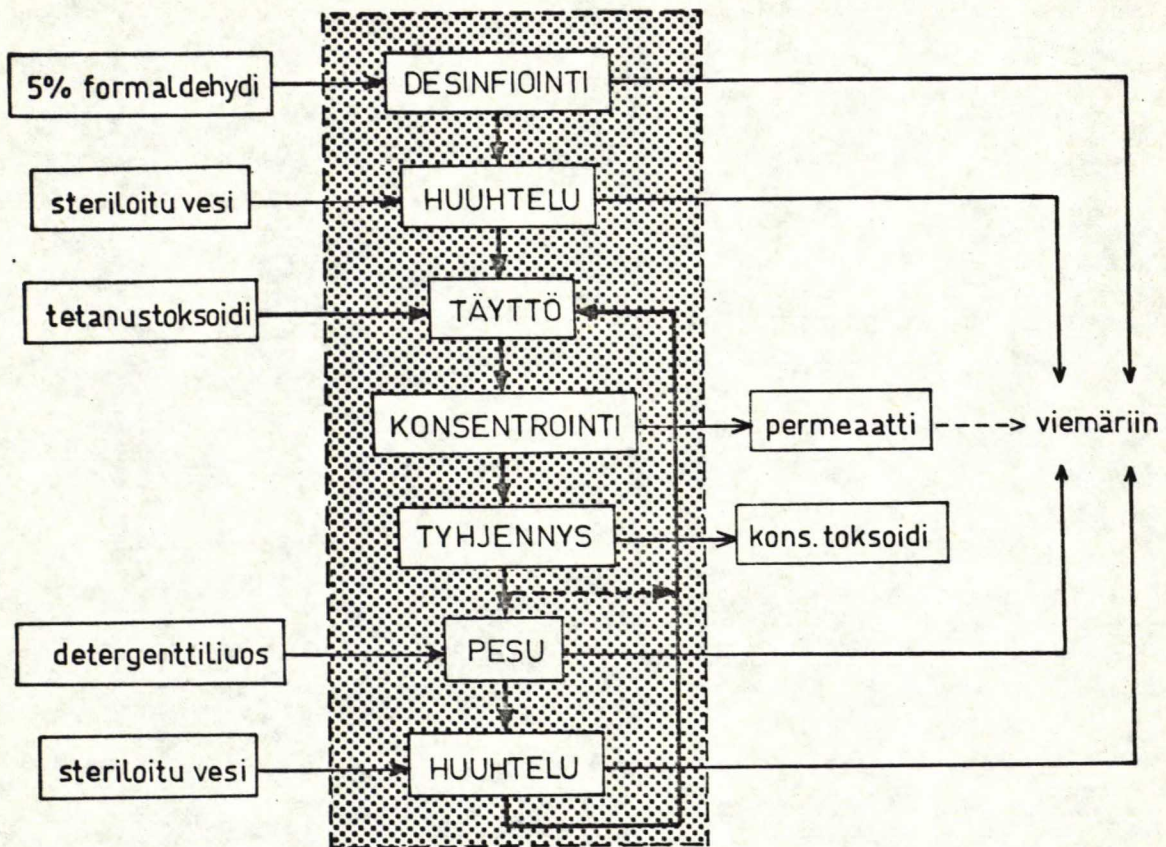 5% formaldehydi
DESINFIOINTI
steriloitu vesi
HUUHTELU
tetanustoksoidi
TÄYTTÖ
KONSENTROINTI
permeaatti
viemäriin
TYHJENNYS
kons. toksoidi
detergenttiliuos
PESU
steriloitu vesi
HUUHTELU